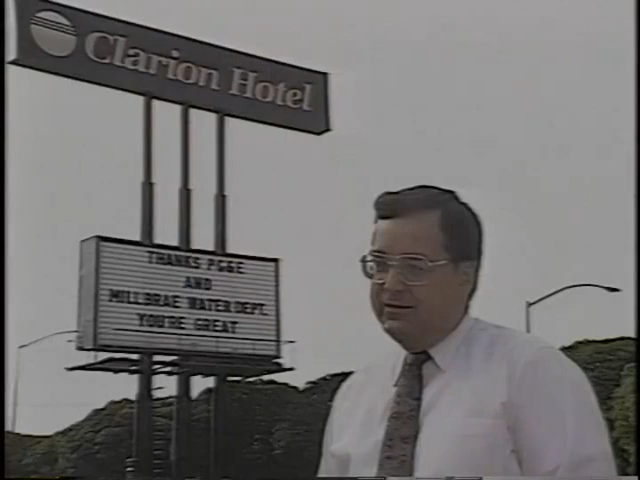 Clarion Hotel
THANKS PG&E
AND
MILLBRAE WATER DEPT.
YOU'RE GREAT